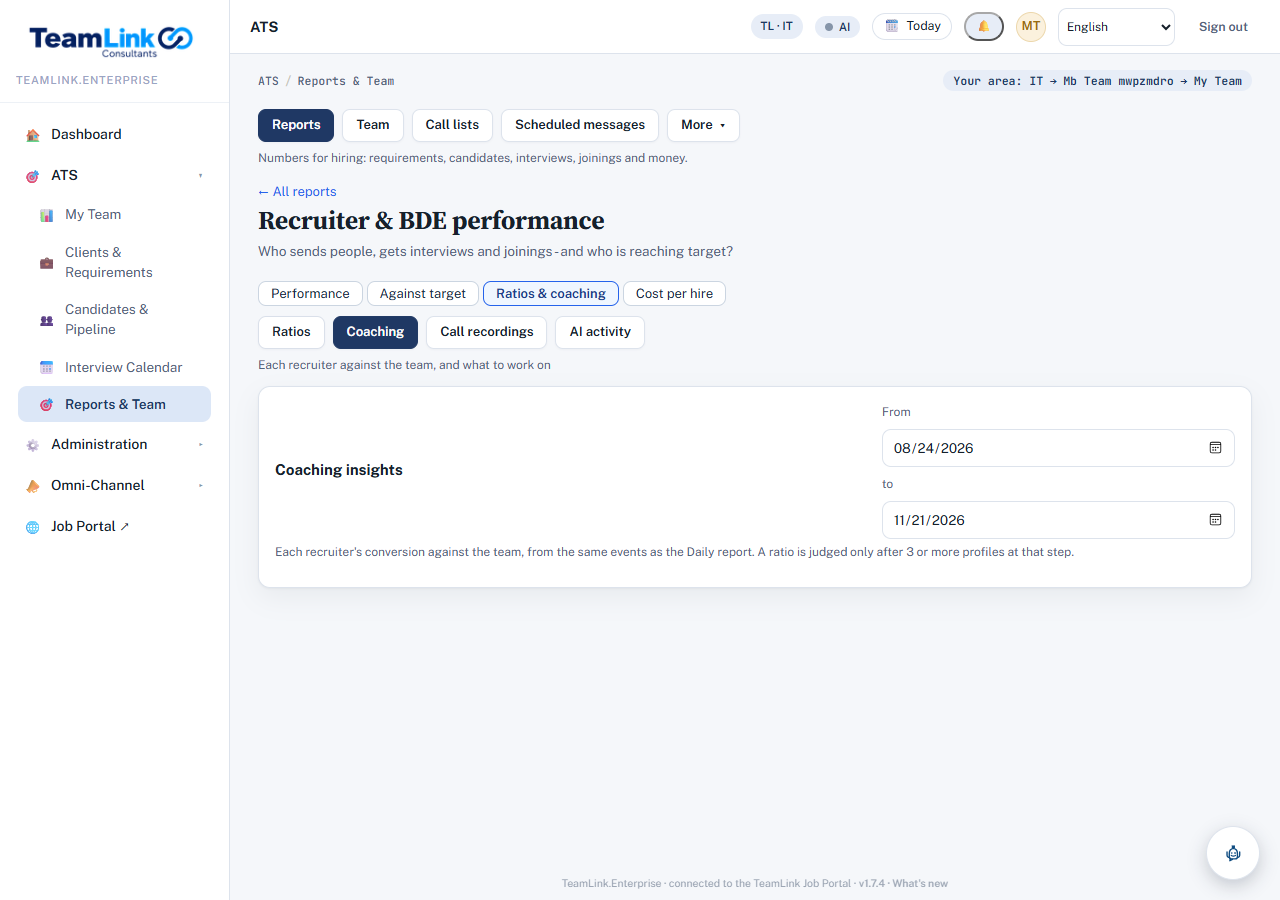 TeamLink
Consultants
TEAMLINK.ENTERPRISE
Dashboard
ATS
My Team
Clients &
Requirements
Candidates &
Pipeline
Interview Calendar
Reports & Team
Administration
Omni-Channel
Job Portal ↗
ATS
TL · IT
AI
Today
MT
English
Sign out
ATS / Reports & Team
Your area: IT → Mb Team mwpzmdro → My Team
Reports
Team
Call lists
Scheduled messages
More
Numbers for hiring: requirements, candidates, interviews, joinings and money.
← All reports
Recruiter & BDE performance
Who sends people, gets interviews and joinings - and who is reaching target?
Performance
Against target
Ratios & coaching
Cost per hire
Ratios
Coaching
Call recordings
AI activity
Each recruiter against the team, and what to work on
Coaching insights
From
08/24/2026
to
11/21/2026
Each recruiter's conversion against the team, from the same events as the Daily report. A ratio is judged only after 3 or more profiles at that step.
TeamLink.Enterprise · connected to the TeamLink Job Portal · v1.7.4 · What's new